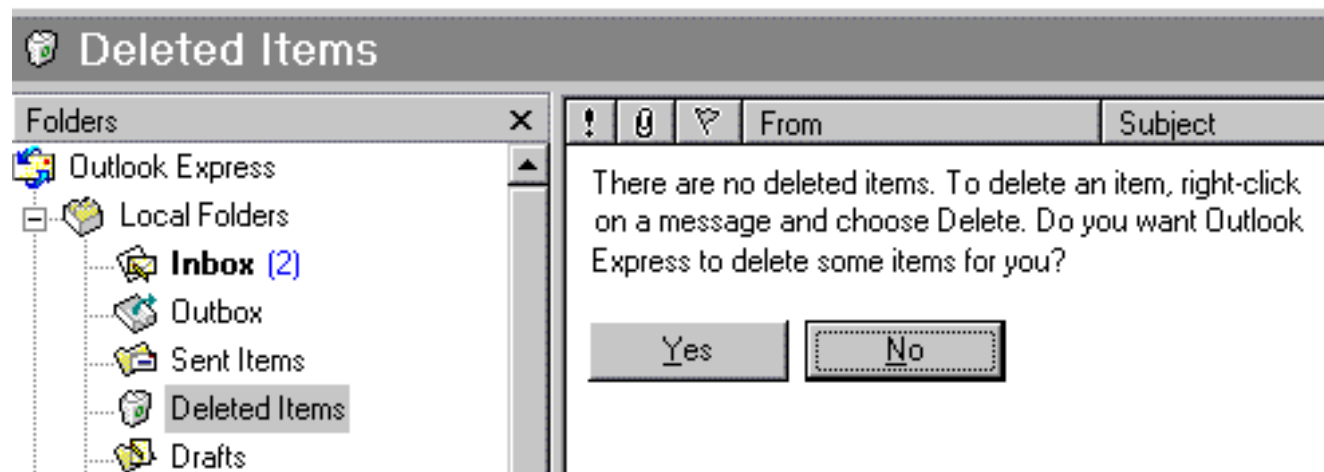 Deleted Items
Folders
Outlook Express
Local Folders
Inbox (2)
Outbox
Sent Items
Deleted Items
Drafts
! From Subject
There are no deleted items. To delete an item, right-click
on a message and choose Delete. Do you want Outlook
Express to delete some items for you?
Yes No